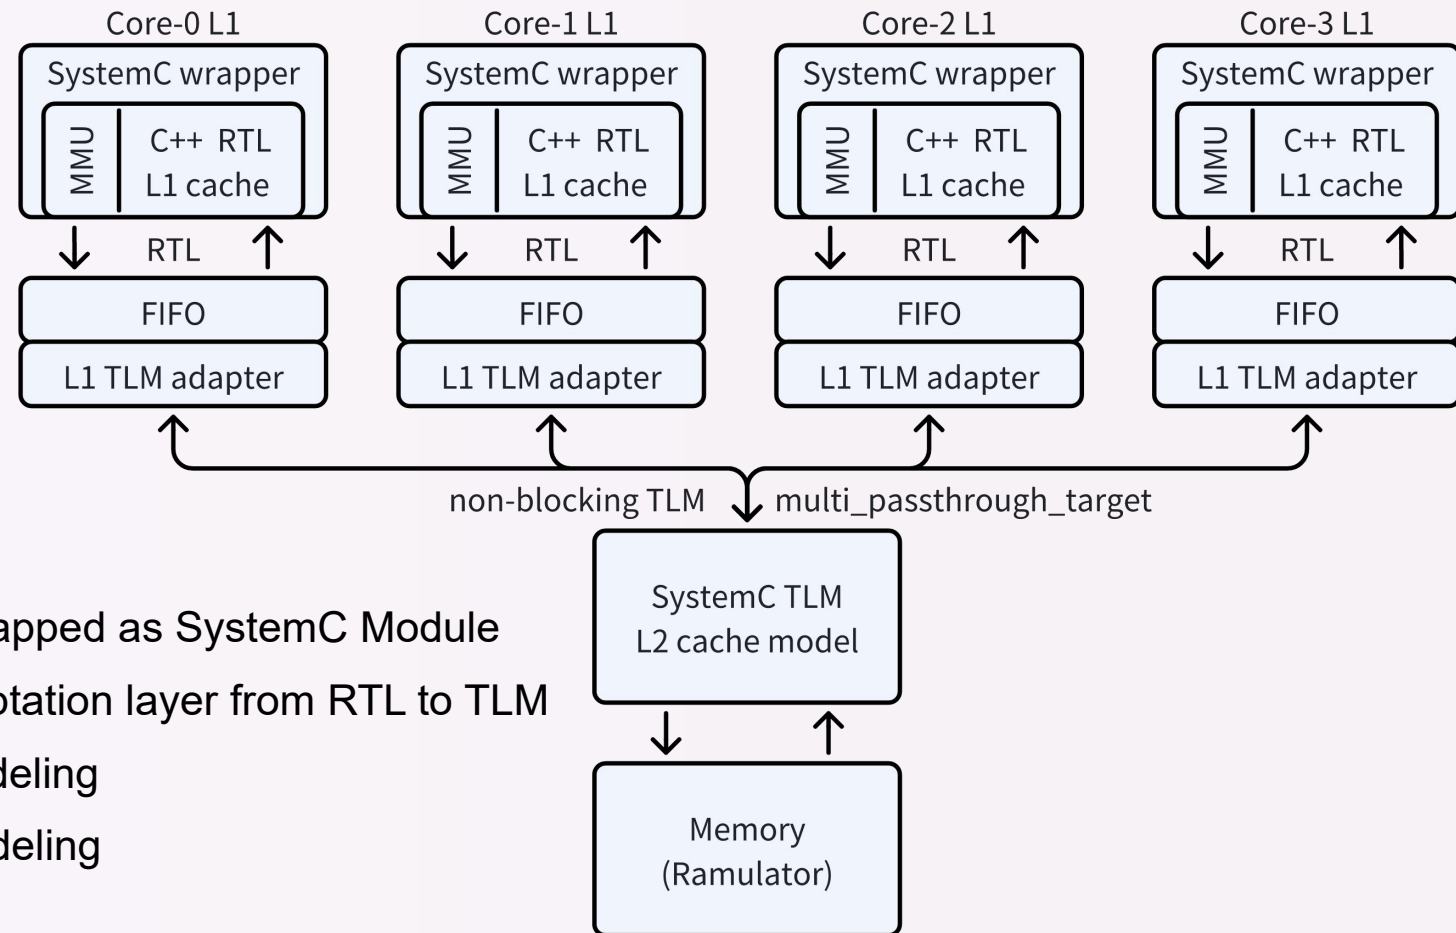 Core-0 L1
Core-1 L1
Core-2 L1
Core-3 L1
SystemC wrapper
SystemC wrapper
SystemC wrapper
SystemC wrapper
MMU
C++ RTL
L1 cache
MMU
C++ RTL
L1 cache
MMU
C++ RTL
L1 cache
MMU
C++ RTL
L1 cache
RTL
RTL
RTL
RTL
FIFO
FIFO
FIFO
FIFO
L1 TLM adapter
L1 TLM adapter
L1 TLM adapter
L1 TLM adapter
non-blocking TLM
multi_passthrough_target
SystemC TLM
L2 cache model
apped as SystemC Module
otation layer from RTL to TLM
deling
deling
Memory
(Ramulator)